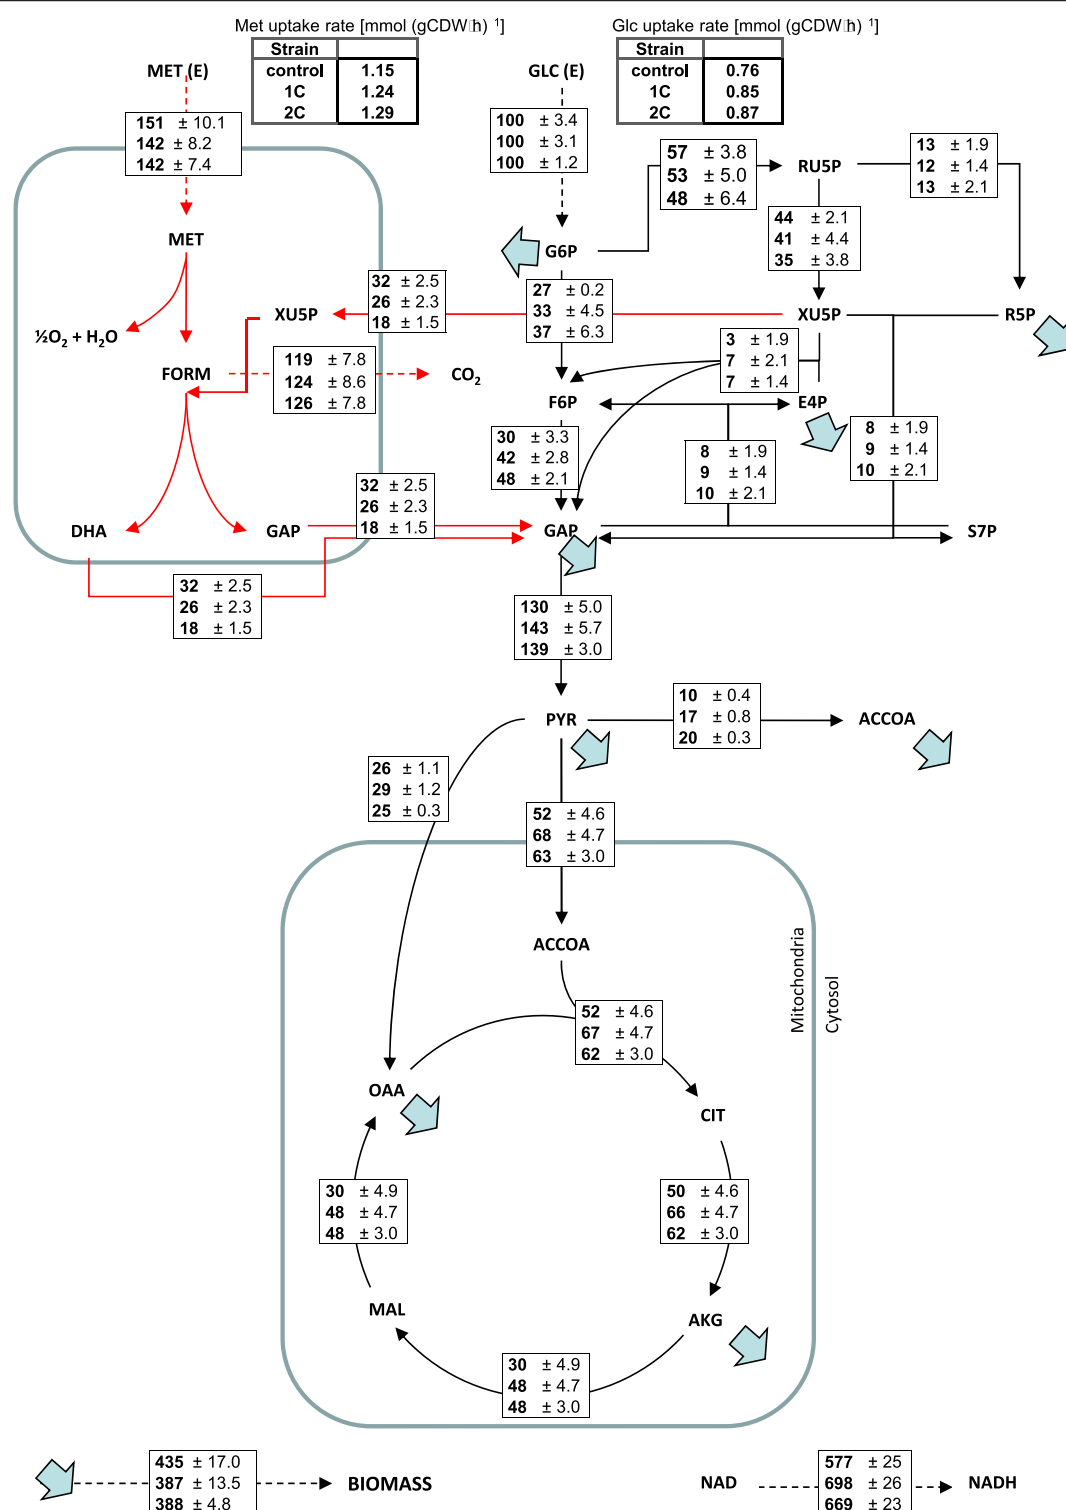 Met uptake rate [mmol (gCDW h) ¹]
Strain
control 1.15
1C 1.24
2C 1.29
Glc uptake rate [mmol (gCDW h) ¹]
Strain
control 0.76
1C 0.85
2C 0.87
MET (E)
GLC (E)
151 ± 10.1
142 ± 8.2
142 ± 7.4
100 ± 3.4
100 ± 3.1
100 ± 1.2
57 ± 3.8
53 ± 5.0
48 ± 6.4
RU5P
13 ± 1.9
12 ± 1.4
13 ± 2.1
44 ± 2.1
41 ± 4.4
35 ± 3.8
MET
G6P
32 ± 2.5
26 ± 2.3
18 ± 1.5
27 ± 0.2
33 ± 4.5
37 ± 6.3
½O₂ + H₂O
XU5P
XU5P
R5P
3 ± 1.9
7 ± 2.1
7 ± 1.4
FORM
119 ± 7.8
124 ± 8.6
126 ± 7.8
CO₂
F6P
E4P
30 ± 3.3
42 ± 2.8
48 ± 2.1
8 ± 1.9
9 ± 1.4
10 ± 2.1
8 ± 1.9
9 ± 1.4
10 ± 2.1
32 ± 2.5
26 ± 2.3
18 ± 1.5
DHA
GAP
GAP
S7P
32 ± 2.5
26 ± 2.3
18 ± 1.5
130 ± 5.0
143 ± 5.7
139 ± 3.0
PYR
10 ± 0.4
17 ± 0.8
20 ± 0.3
ACCOA
26 ± 1.1
29 ± 1.2
25 ± 0.3
52 ± 4.6
68 ± 4.7
63 ± 3.0
ACCOA
Mitochondria
Cytosol
52 ± 4.6
67 ± 4.7
62 ± 3.0
OAA
CIT
30 ± 4.9
48 ± 4.7
48 ± 3.0
50 ± 4.6
66 ± 4.7
62 ± 3.0
MAL
AKG
30 ± 4.9
48 ± 4.7
48 ± 3.0
435 ± 17.0
387 ± 13.5
388 ± 4.8
BIOMASS
NAD
577 ± 25
698 ± 26
669 ± 23
NADH